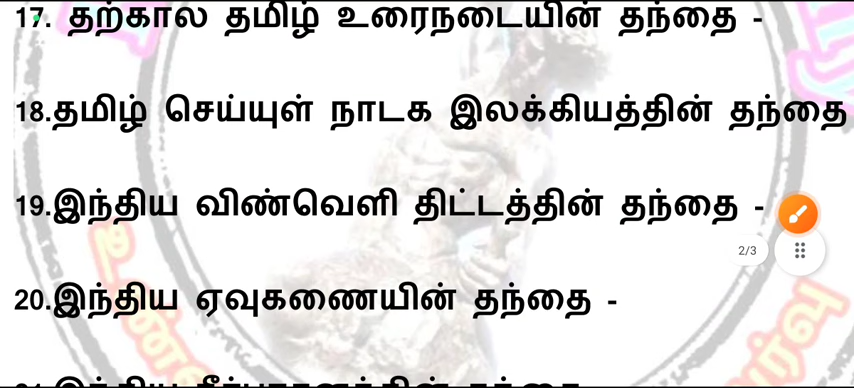 17. தற்கால தமிழ் உரைநடையின் தந்தை -
18.தமிழ் செய்யுள் நாடக இலக்கியத்தின் தந்தை
19.இந்திய விண்வெளி திட்டத்தின் தந்தை -
2/3
20.இந்திய ஏவுகணையின் தந்தை -